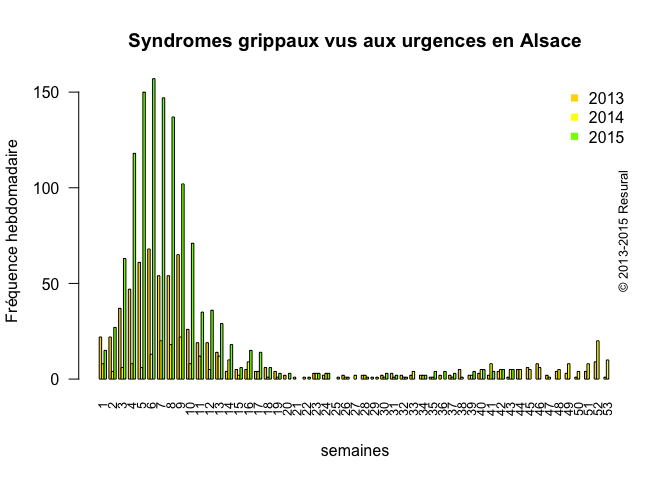 Syndromes grippaux vus aux urgences en Alsace
Fréquence hebdomadaire
150
100
50
0
2013
2014
2015
© 2013-2015 Resural
1 2 3 4 5 6 7 8 9 10 11 12 13 14 15 16 17 18 19 20 21 22 23 24 25 26 27 28 29 30 31 32 33 34 35 36 37 38 39 40 41 42 43 44 45 46 47 48 49 50 51 52 53
semaines